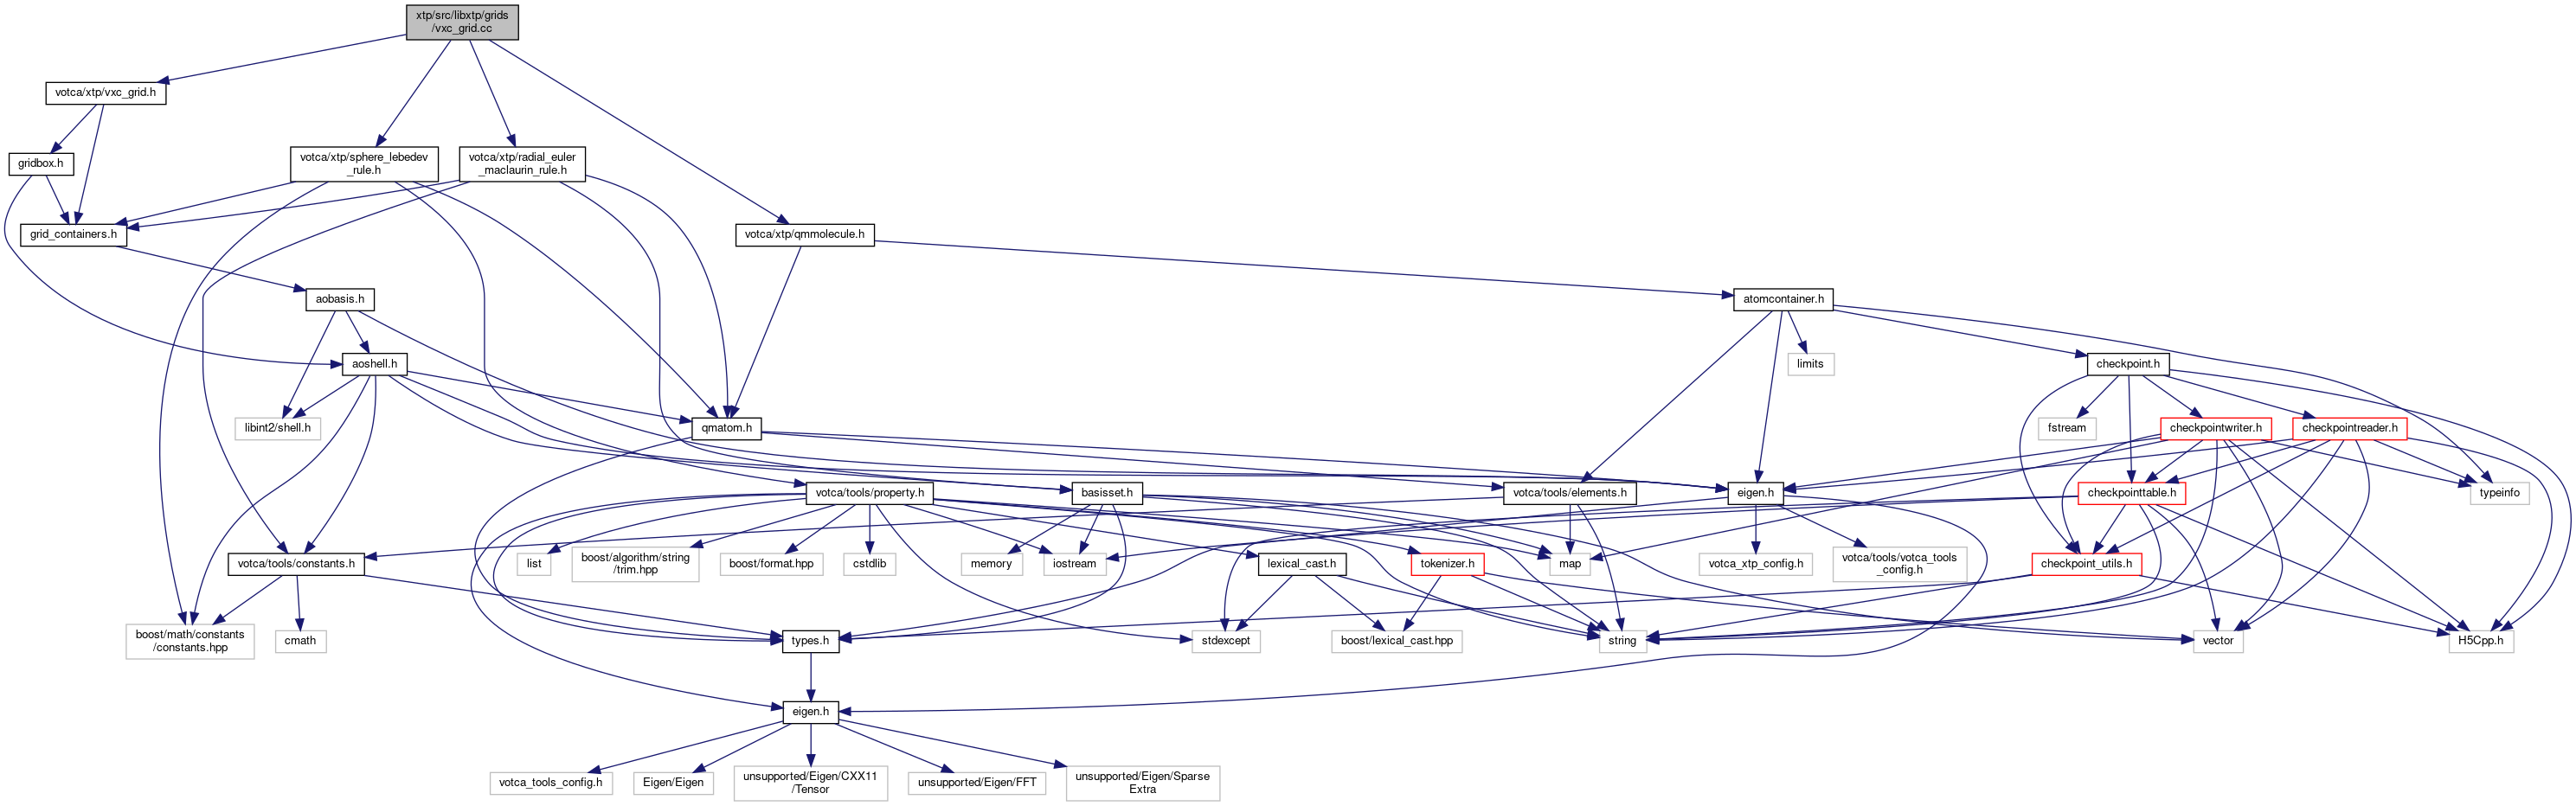 xtp/src/libxtp/grids
/vxc_grid.cc
votca/xtp/vxc_grid.h
gridbox.h
votca/xtp/sphere_lebedev
_rule.h
votca/xtp/radial_euler
_maclaurin_rule.h
grid_containers.h
votca/xtp/qmmolecule.h
aobasis.h
atomcontainer.h
aoshell.h
limits
checkpoint.h
libint2/shell.h
qmatom.h
fstream
checkpointwriter.h
checkpointreader.h
votca/tools/property.h
basisset.h
votca/tools/elements.h
eigen.h
checkpointtable.h
typeinfo
votca/tools/constants.h
list
boost/algorithm/string
/trim.hpp
boost/format.hpp
cstdlib
memory
iostream
lexical_cast.h
tokenizer.h
map
votca_xtp_config.h
votca/tools/votca_tools
_config.h
checkpoint_utils.h
boost/math/constants
/constants.hpp
cmath
types.h
stdexcept
boost/lexical_cast.hpp
string
vector
H5Cpp.h
eigen.h
votca_tools_config.h
Eigen/Eigen
unsupported/Eigen/CXX11
/Tensor
unsupported/Eigen/FFT
unsupported/Eigen/Sparse
Extra